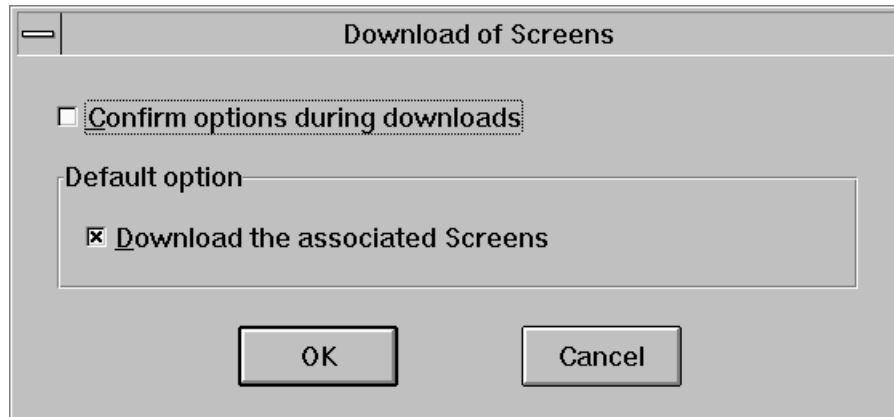 Download of Screens
Confirm options during downloads
Default option
Download the associated Screens
OK
Cancel